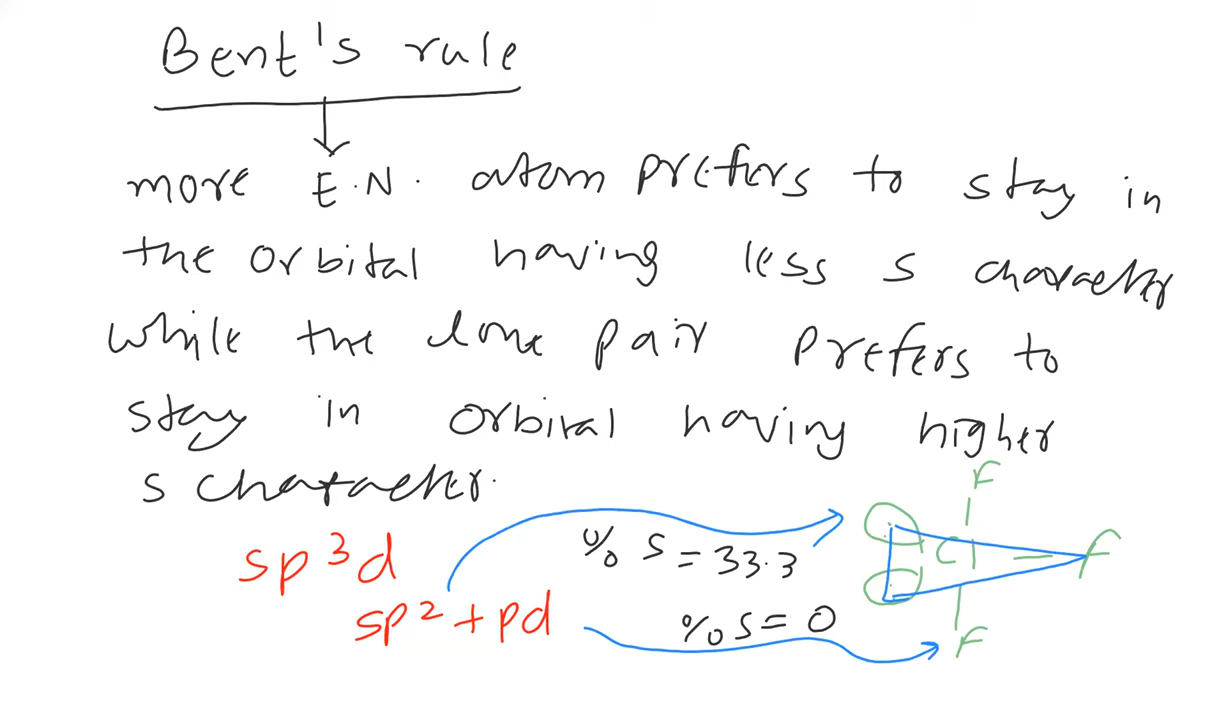 Bent's rule
more E.N. atom prefers to stay in
the orbital having less s character
while the lone pair prefers to
stay in orbital having higher
s character.
sp³d
% S = 33.3
sp² + pd
% S = 0
F
Cl — F
F